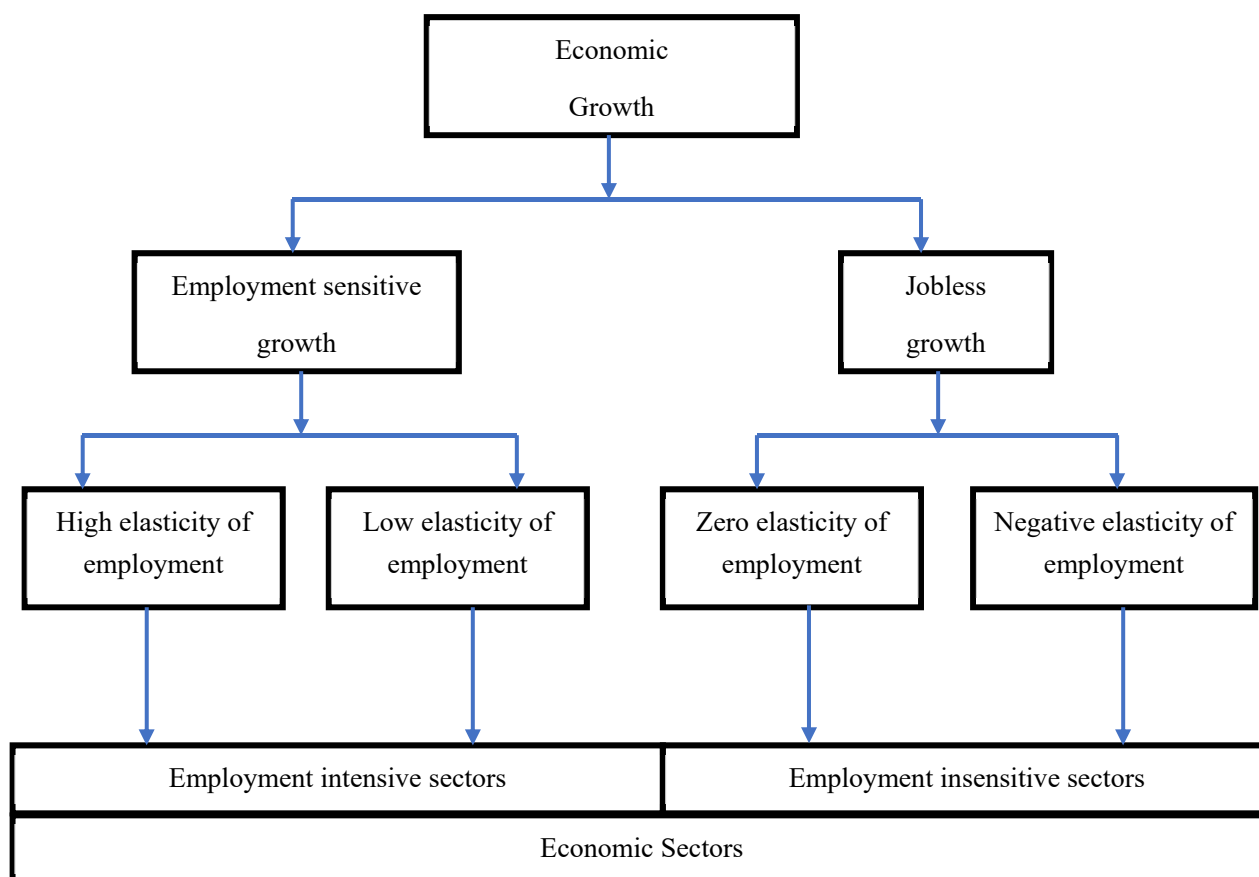 Economic
Growth
Employment sensitive
growth
Jobless
growth
High elasticity of
employment
Low elasticity of
employment
Zero elasticity of
employment
Negative elasticity of
employment
Employment intensive sectors
Employment insensitive sectors
Economic Sectors